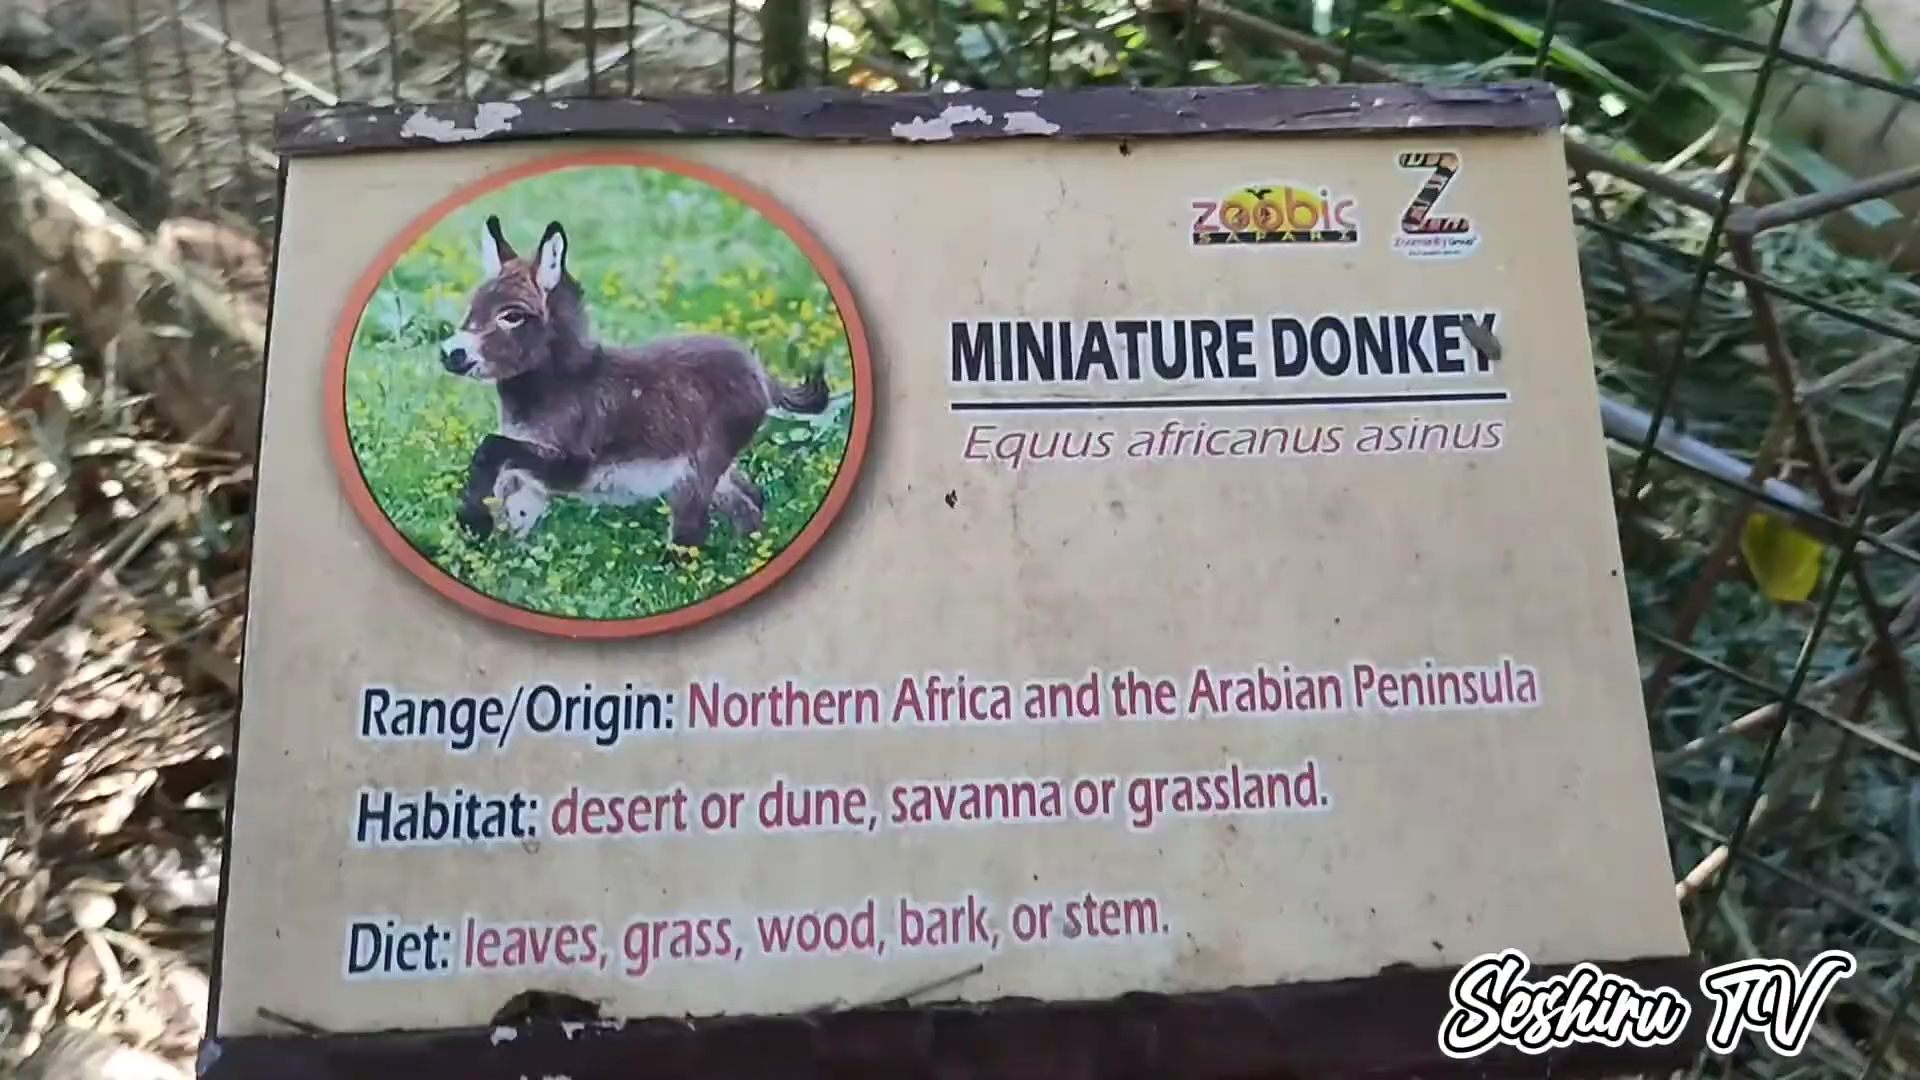 zoobic
SAFARI
Z
MINIATURE DONKEY
Equus africanus asinus
Range/Origin: Northern Africa and the Arabian Peninsula
Habitat: desert or dune, savanna or grassland.
Diet: leaves, grass, wood, bark, or stem.
Seshiru TV